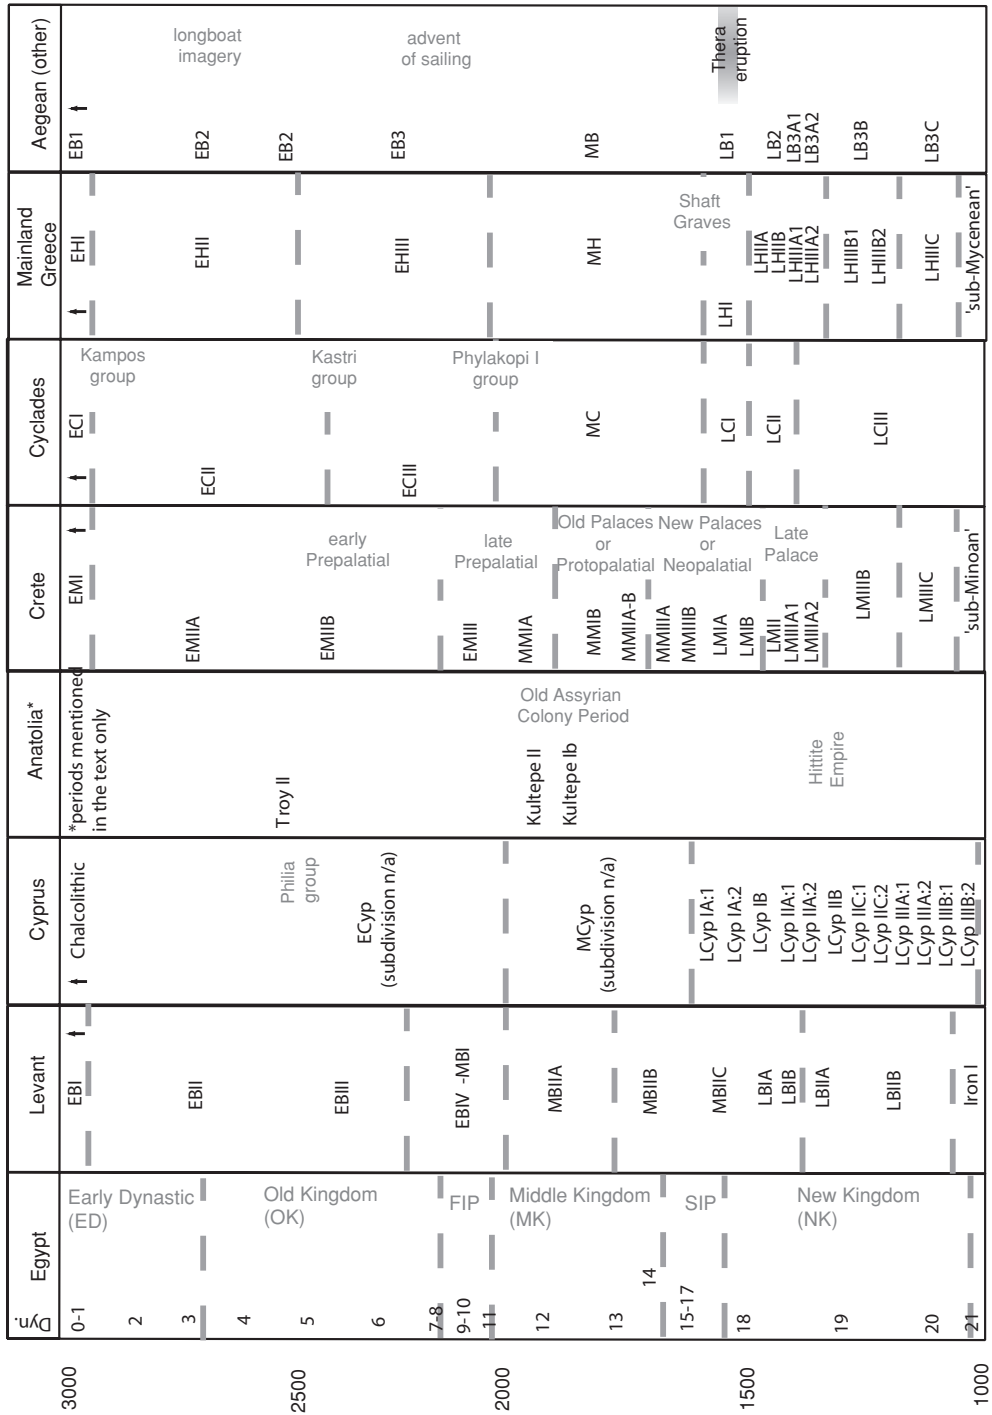 Dyn.
Egypt
Levant
Cyprus
Anatolia*
Crete
Cyclades
Mainland
Greece
Aegean (other)
3000
2500
2000
1500
1000
0-1
2
3
4
5
6
7-8
9-10
11
12
13
14
15-17
18
19
20
21
Early Dynastic
(ED)
Old Kingdom
(OK)
FIP
Middle Kingdom
(MK)
SIP
New Kingdom
(NK)
EBI
EBII
EBIII
EBIV -MBI
MBIIA
MBIIB
MBIIC
LBIA
LBIB
LBIIA
LBIIB
Iron I
Chalcolithic
Philia
group
ECyp
(subdivision n/a)
MCyp
(subdivision n/a)
LCyp IA:1
LCyp IA:2
LCyp IB
LCyp IIA:1
LCyp IIA:2
LCyp IIB
LCyp IIC:1
LCyp IIC:2
LCyp IIIA:1
LCyp IIIA:2
LCyp IIIB:1
LCyp IIIB:2
*periods mentioned
in the text only
Troy II
Old Assyrian
Colony Period
Kultepe II
Kultepe Ib
Hittite
Empire
EMI
EMIIA
EMIIB
early
Prepalatial
EMIII
late
Prepalatial
MMIA
Old Palaces
or
Protopalatial
MMIB
MMIIA-B
New Palaces
or
Neopalatial
MMIIIA
MMIIIB
LMIA
LMIB
Late
Palace
LMII
LMIIIA1
LMIIIA2
LMIIIB
LMIIIC
'sub-Minoan'
Kampos
group
ECI
ECII
Kastri
group
ECIII
Phylakopi I
group
MC
LCI
LCII
LCIII
EHI
EHII
EHIII
MH
Shaft
Graves
LHI
LHIIA
LHIIB
LHIIIA1
LHIIIA2
LHIIIB1
LHIIIB2
LHIIIC
'sub-Mycenean'
longboat
imagery
advent
of sailing
Thera
eruption
EB1
EB2
EB2
EB3
MB
LB1
LB2
LB3A1
LB3A2
LB3B
LB3C